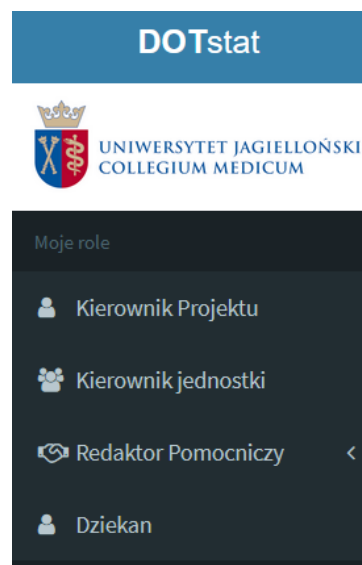 DOTstat
UNIWERSYTET JAGIELLOŃSKI
COLLEGIUM MEDICUM
Moje role
Kierownik Projektu
Kierownik jednostki
Redaktor Pomocniczy
Dziekan